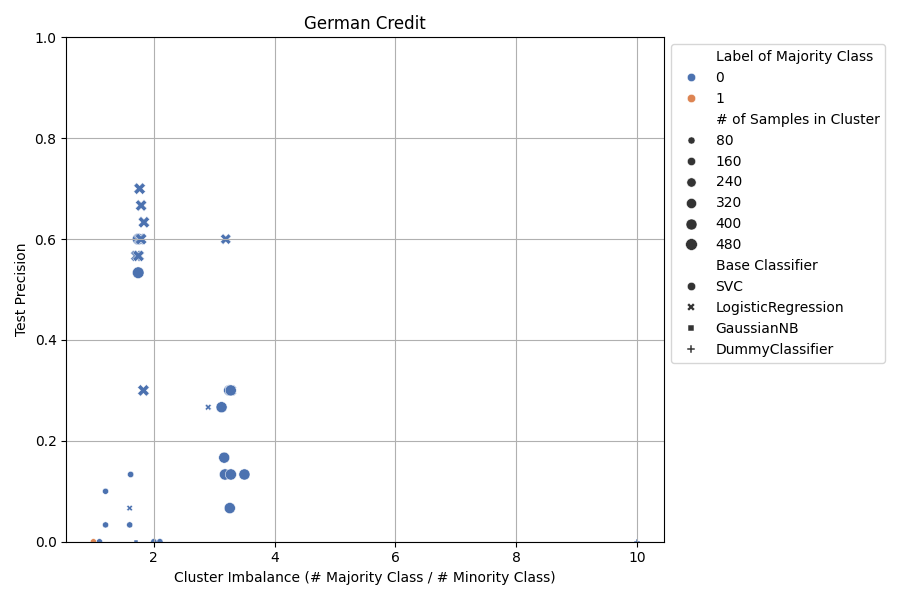 German Credit
Test Precision
1.0
0.8
0.6
0.4
0.2
0.0
2
4
6
8
10
Cluster Imbalance (# Majority Class / # Minority Class)
Label of Majority Class
0
1
# of Samples in Cluster
80
160
240
320
400
480
Base Classifier
SVC
LogisticRegression
GaussianNB
DummyClassifier